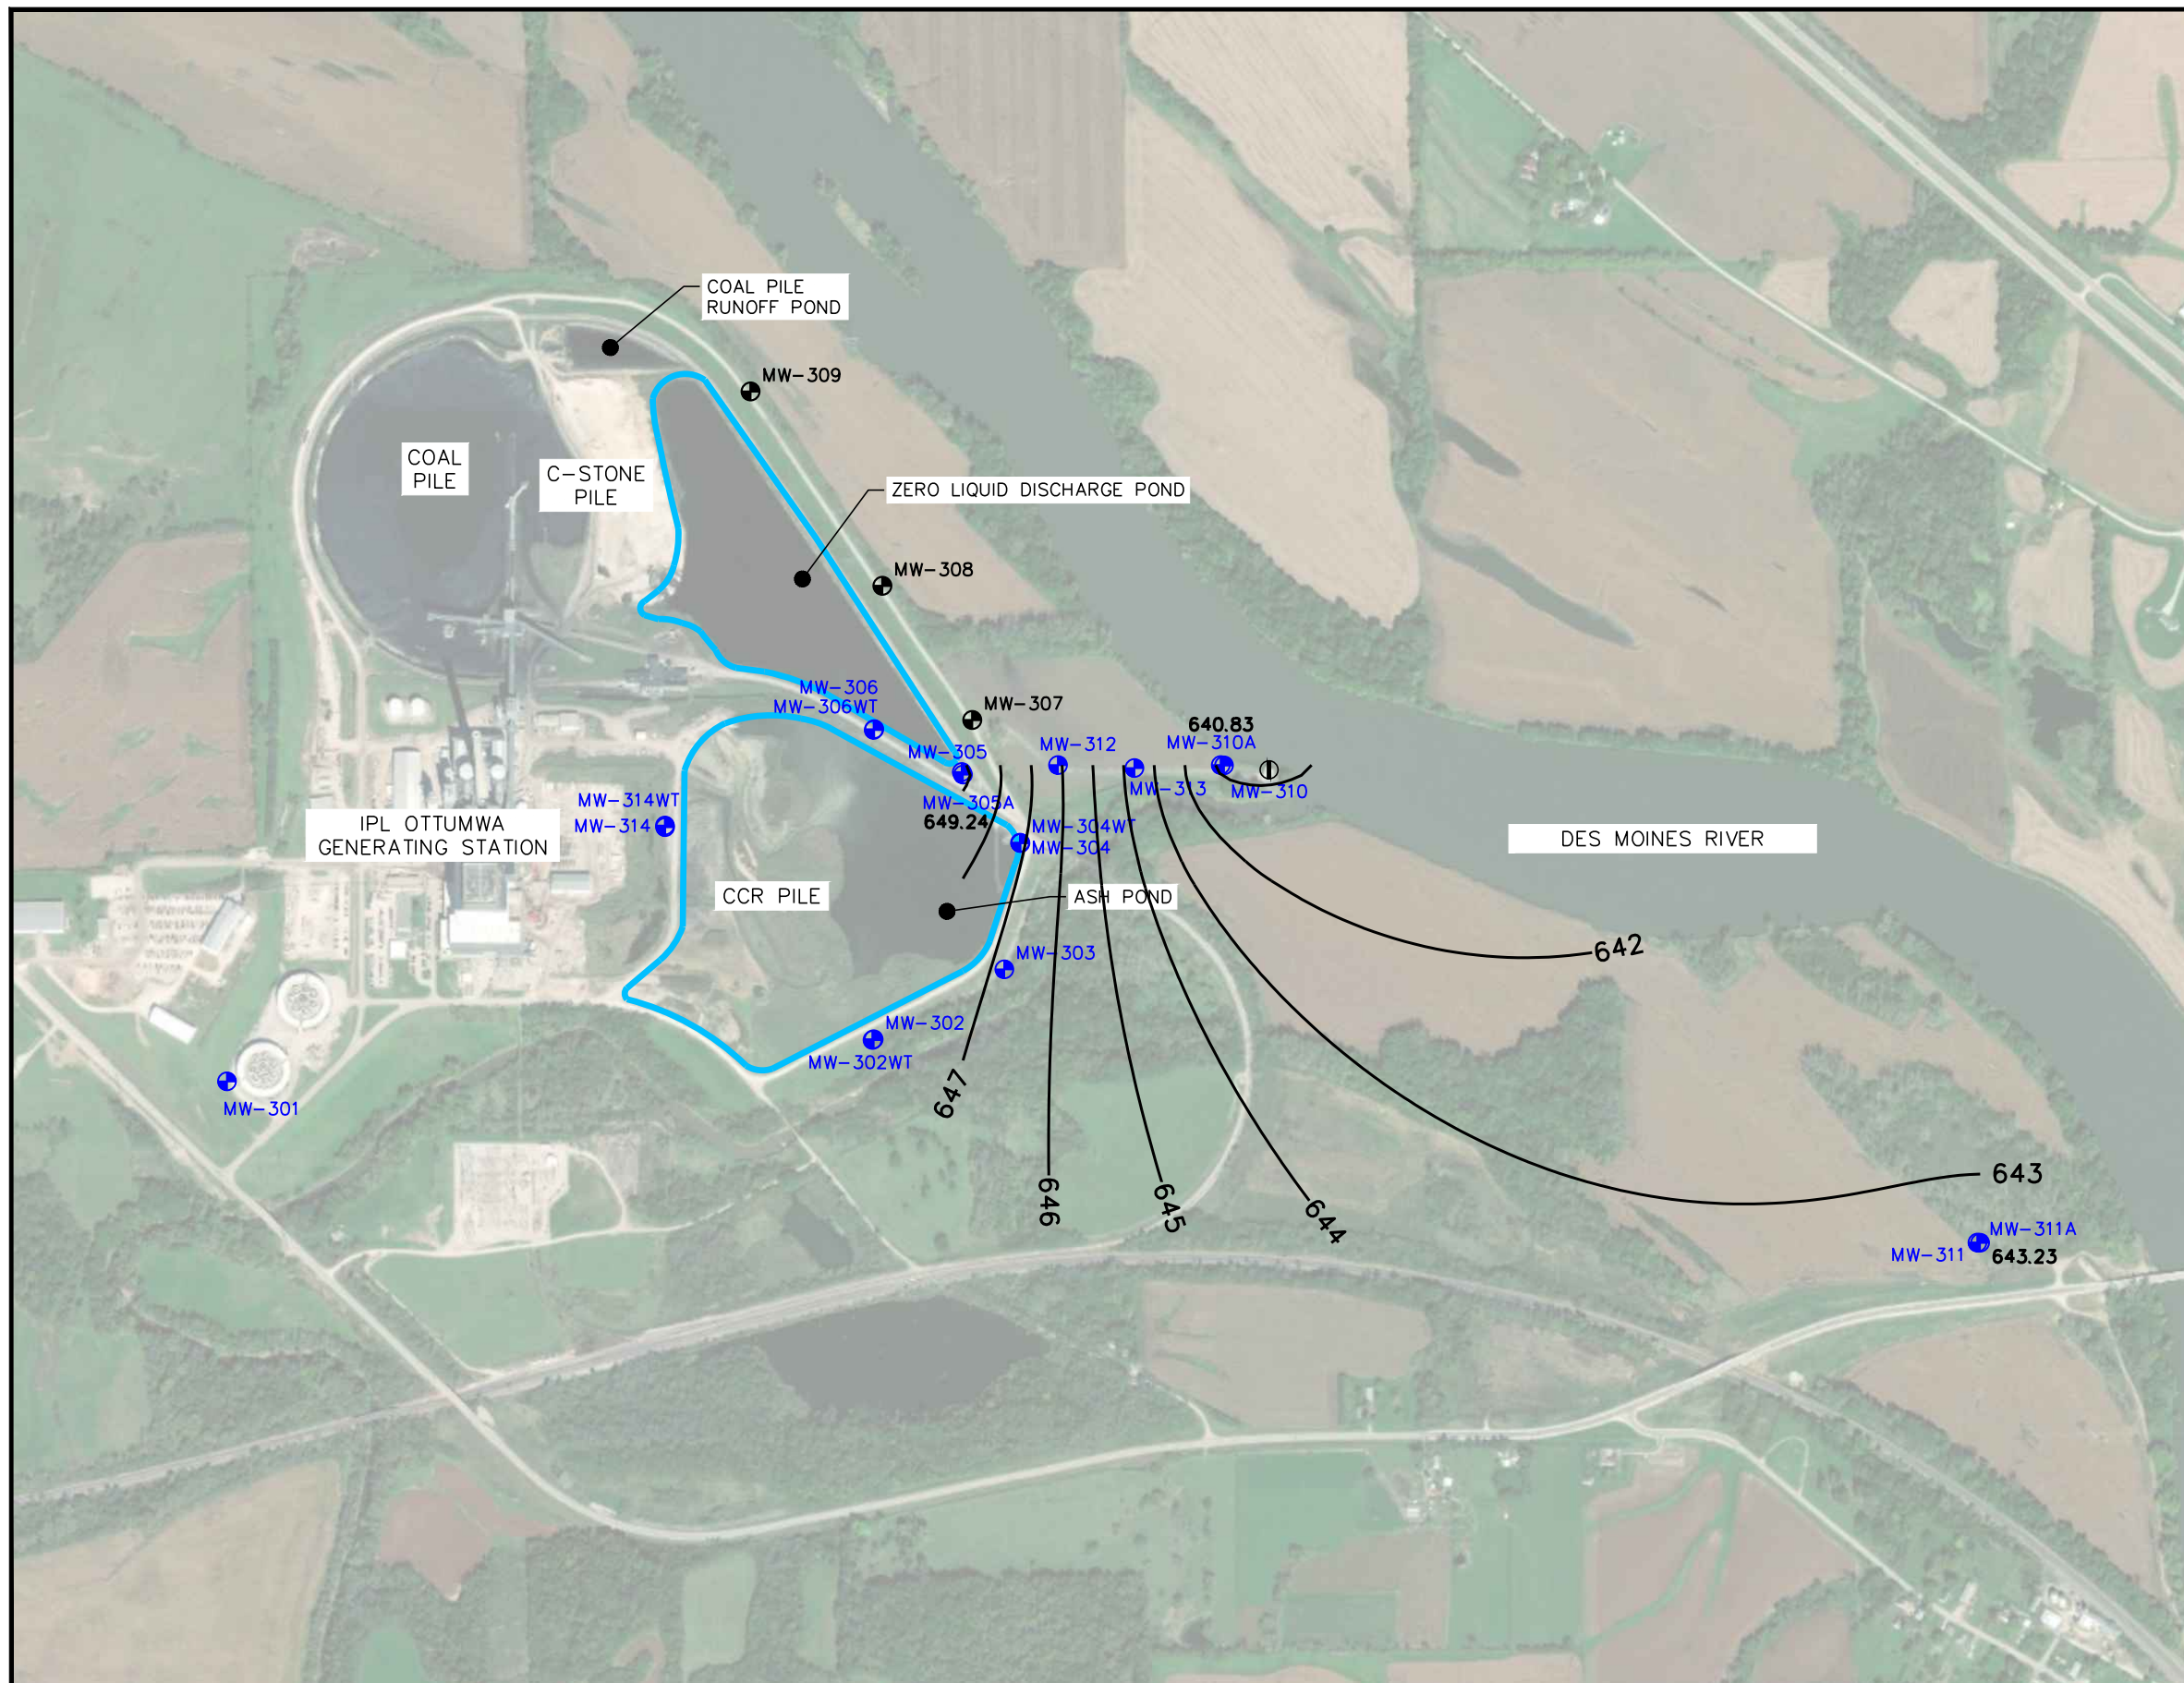 COAL PILE
RUNOFF POND
MW-309
COAL
PILE
C-STONE
PILE
ZERO LIQUID DISCHARGE POND
MW-308
MW-306
MW-306WT
MW-307
640.83
MW-310A
MW-312
MW-305
MW-313
MW-310
MW-305A
649.24
MW-314WT
MW-314
IPL OTTUMWA
GENERATING STATION
MW-304WT
MW-304
DES MOINES RIVER
CCR PILE
ASH POND
MW-303
642
MW-302
MW-302WT
647
MW-301
643
646
645
644
MW-311A
MW-311
643.23